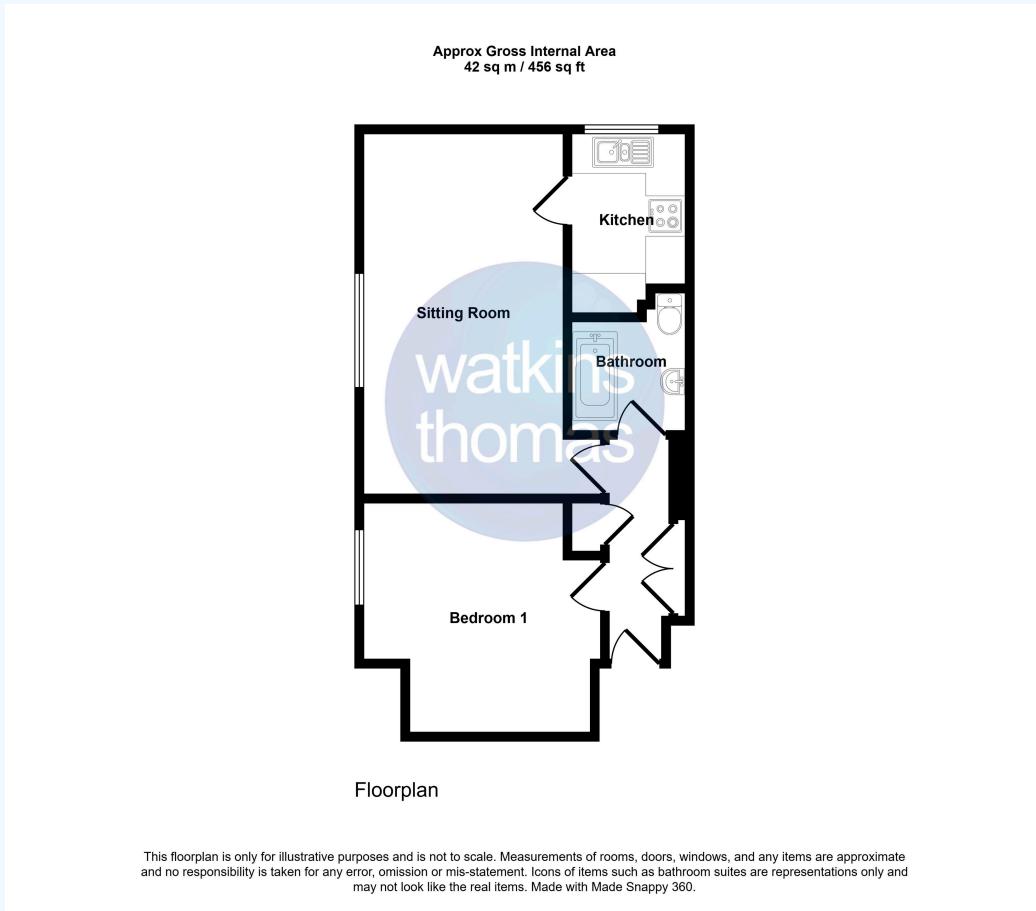 Approx Gross Internal Area
42 sq m / 456 sq ft
Kitchen
Sitting Room
Bathroom
watkins
thomas
Bedroom 1
Floorplan
This floorplan is only for illustrative purposes and is not to scale. Measurements of rooms, doors, windows, and any items are approximate
and no responsibility is taken for any error, omission or mis-statement. Icons of items such as bathroom suites are representations only and
may not look like the real items. Made with Made Snappy 360.